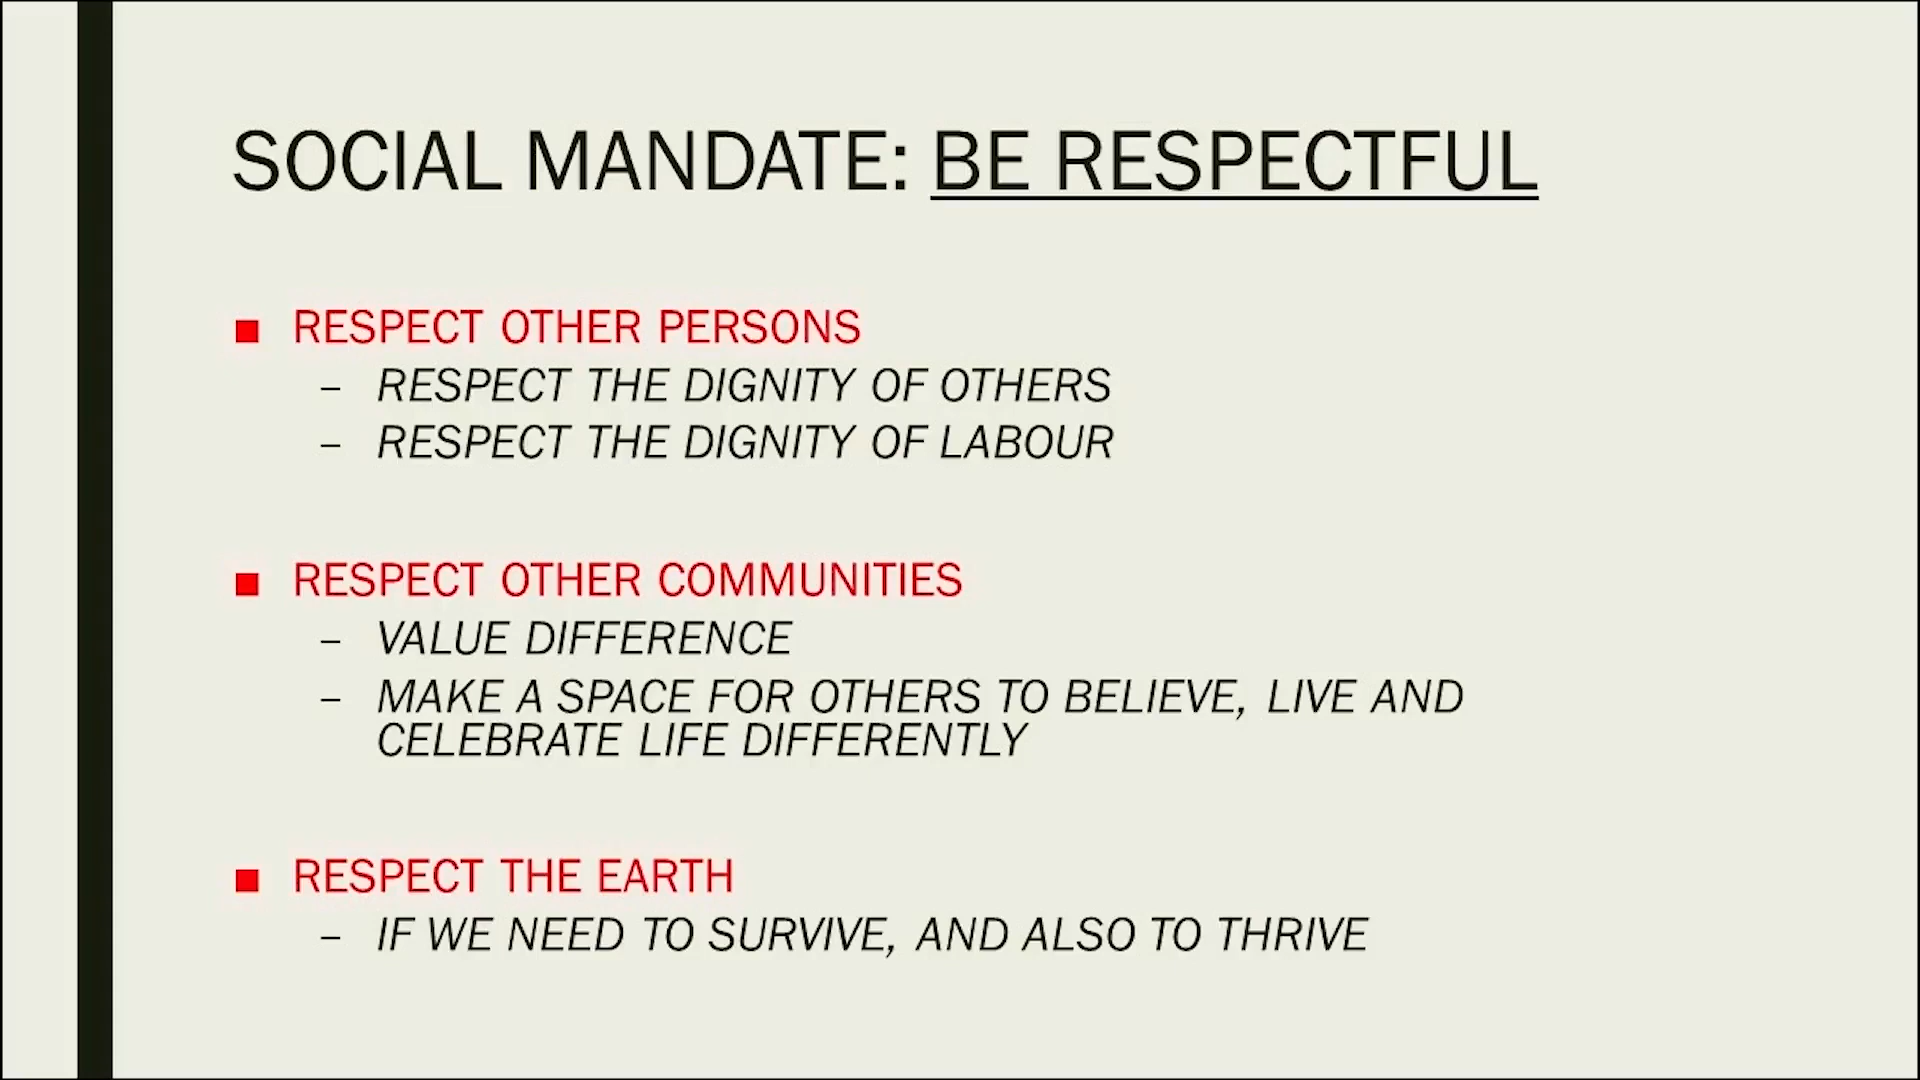 SOCIAL MANDATE: BE RESPECTFUL
■ RESPECT OTHER PERSONS
– RESPECT THE DIGNITY OF OTHERS
– RESPECT THE DIGNITY OF LABOUR
■ RESPECT OTHER COMMUNITIES
– VALUE DIFFERENCE
– MAKE A SPACE FOR OTHERS TO BELIEVE, LIVE AND
CELEBRATE LIFE DIFFERENTLY
■ RESPECT THE EARTH
– IF WE NEED TO SURVIVE, AND ALSO TO THRIVE